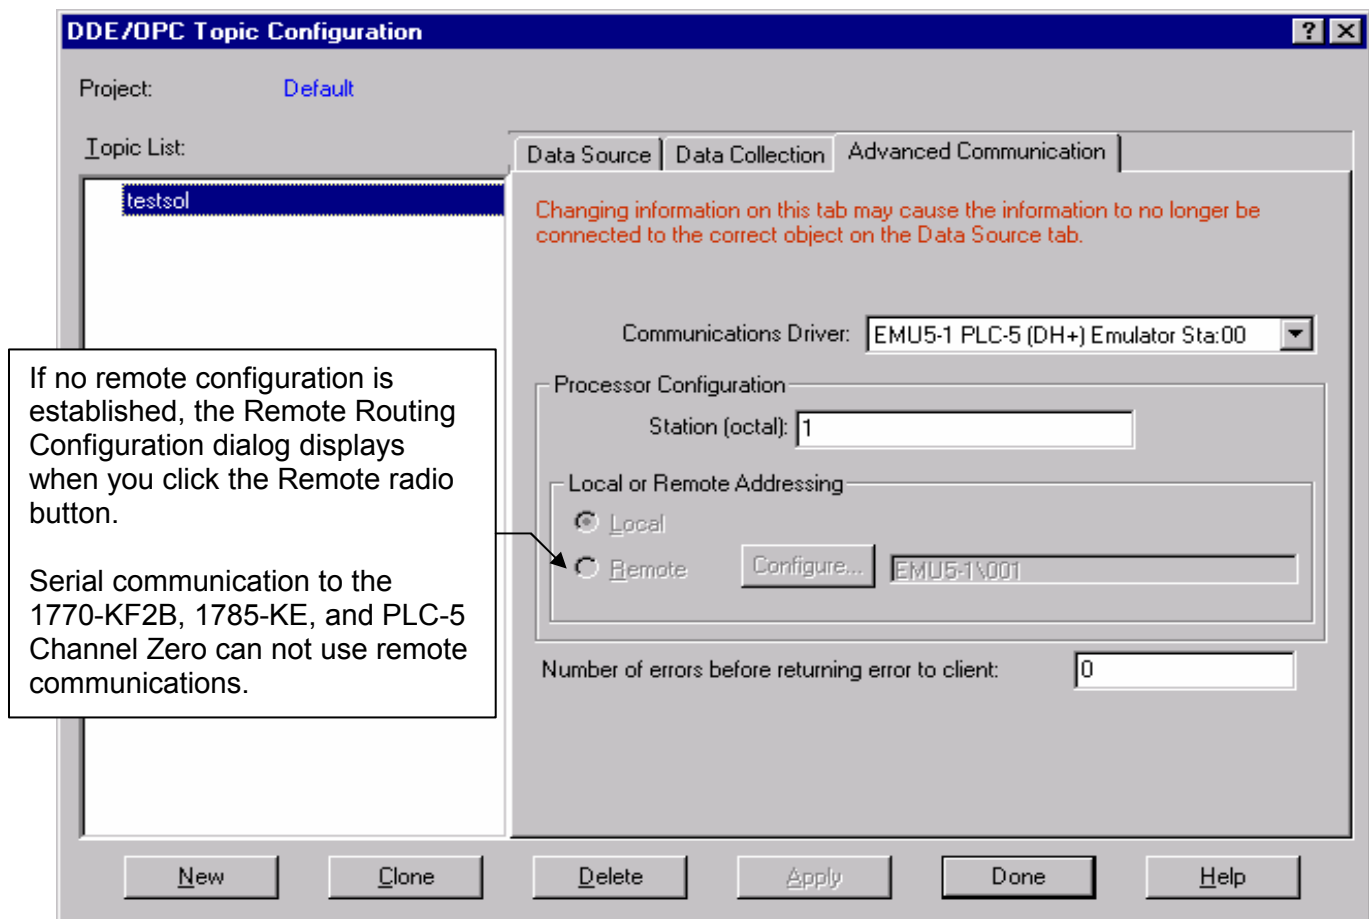 DDE/OPC Topic Configuration
Project: Default
Topic List:
testsol
Data Source Data Collection Advanced Communication
Changing information on this tab may cause the information to no longer be
connected to the correct object on the Data Source tab.
Communications Driver: EMU5-1 PLC-5 (DH+) Emulator Sta:00
Processor Configuration
Station (octal): 1
Local or Remote Addressing
Local
Remote Configure... EMU5-1\001
Number of errors before returning error to client: 0
If no remote configuration is
established, the Remote Routing
Configuration dialog displays
when you click the Remote radio
button.
Serial communication to the
1770-KF2B, 1785-KE, and PLC-5
Channel Zero can not use remote
communications.
New Clone Delete Apply Done Help